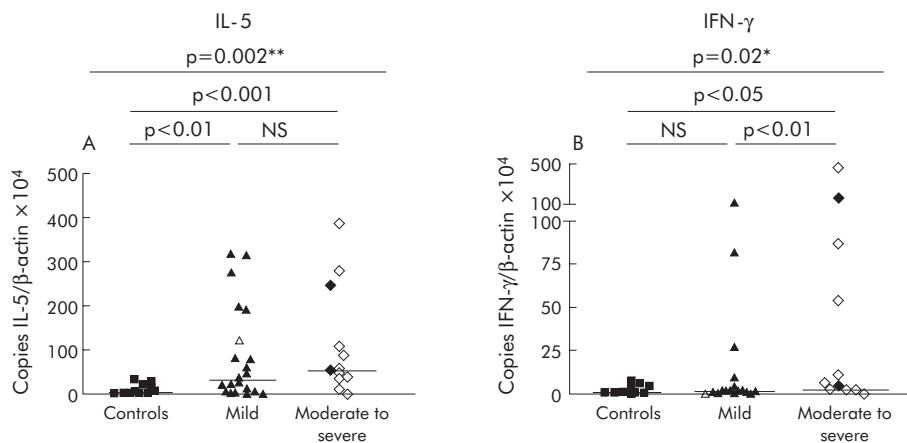 IL-5
p=0.002**
p<0.001
p<0.01 NS
A
Copies IL-5/β-actin ×10⁴
500
400
300
200
100
0
Controls Mild Moderate to
severe
IFN-γ
p=0.02*
p<0.05
NS p<0.01
B
Copies IFN-γ/β-actin ×10⁴
500
100
100
75
50
25
0
Controls Mild Moderate to
severe